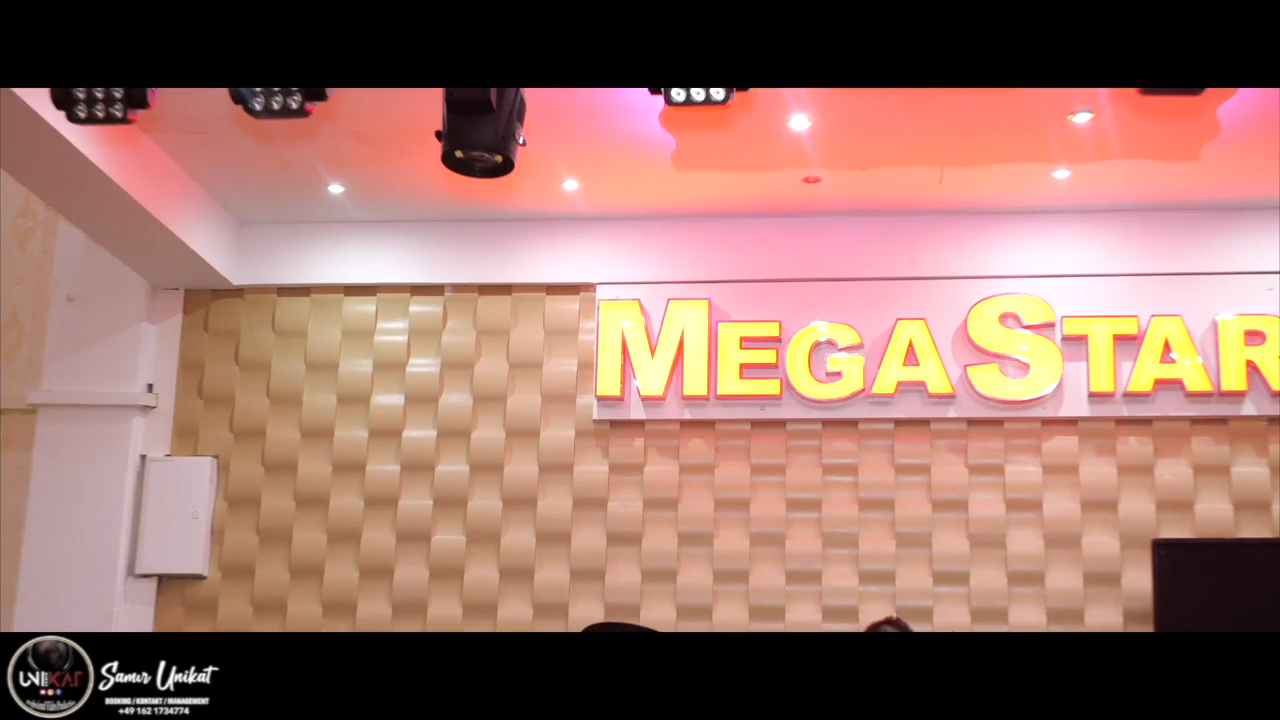 MEGASTAR
UNIKAT
Samir Unikat
BOOKING / KONTAKT / MANAGEMENT
+49 162 1734774